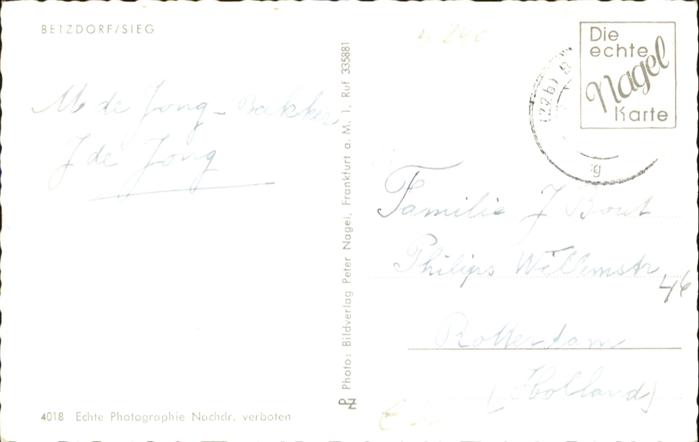 BETZDORF/SIEG
M de Jong - Bakker
J de Jong
4018 Echte Photographie Nachdr. verboten
Photo: Bildverlag Peter Nagel, Frankfurt a. M. 1, Ruf 335881
Die
echte
Nagel
Karte
Familie J Bout
Philips Willemstr
46
Rotterdam
(Holland)